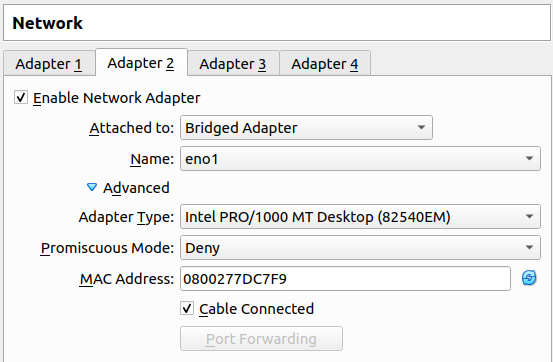 Network
Adapter 1 Adapter 2 Adapter 3 Adapter 4
Enable Network Adapter
Attached to: Bridged Adapter
Name: eno1
Advanced
Adapter Type: Intel PRO/1000 MT Desktop (82540EM)
Promiscuous Mode: Deny
MAC Address: 0800277DC7F9
Cable Connected
Port Forwarding